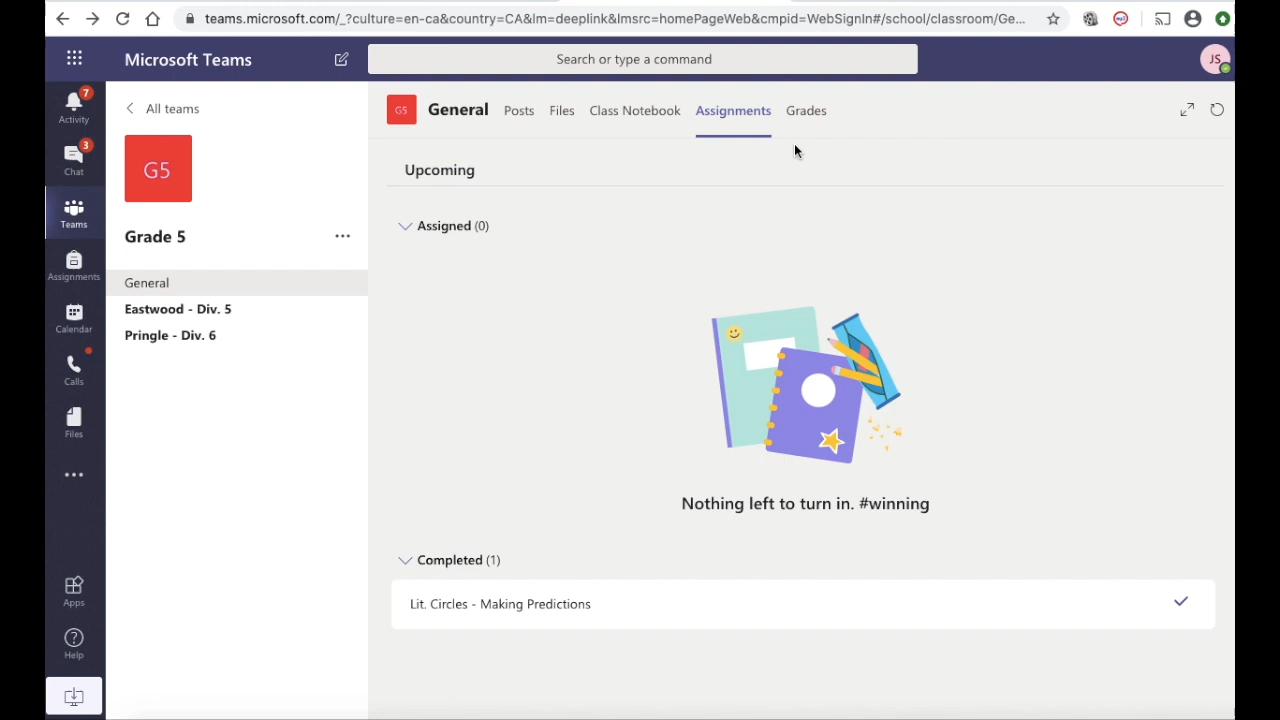 teams.microsoft.com/_?culture=en-ca&country=CA&lm=deeplink&lmsrc=homePageWeb&cmpid=WebSignIn#/school/classroom/Ge...
Microsoft Teams
Search or type a command
JS
7
Activity
3
Chat
Teams
Assignments
Calendar
Calls
Files
Apps
Help
All teams
G5
Grade 5
General
Eastwood - Div. 5
Pringle - Div. 6
G5 General Posts Files Class Notebook Assignments Grades
Upcoming
Assigned (0)
Nothing left to turn in. #winning
Completed (1)
Lit. Circles - Making Predictions